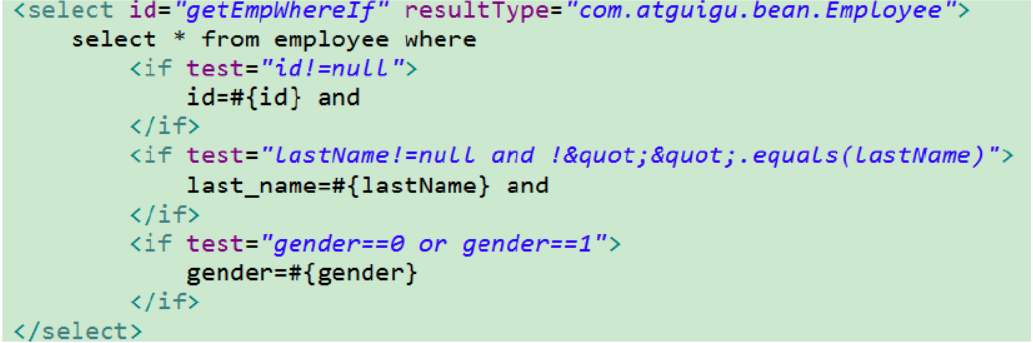 <select id="getEmpWhereIf" resultType="com.atguigu.bean.Employee">
    select * from employee where
        <if test="id!=null">
            id=#{id} and
        </if>
        <if test="lastName!=null and !&quot;&quot;.equals(lastName)">
            last_name=#{lastName} and
        </if>
        <if test="gender==0 or gender==1">
            gender=#{gender}
        </if>
</select>